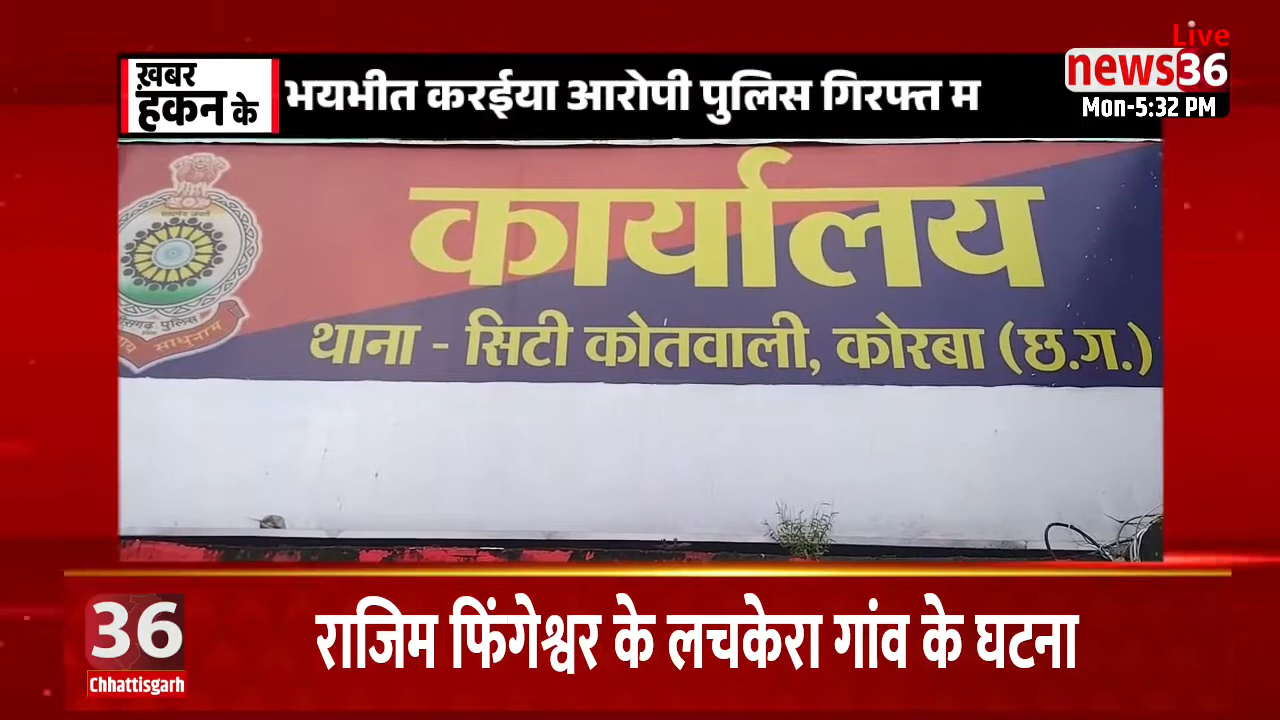 Live
news36
Mon-5:32 PM
ख़बर
हकन के
भयभीत करईया आरोपी पुलिस गिरफ्त म
कार्यालय
थाना - सिटी कोतवाली, कोरबा (छ.ग.)
36
Chhattisgarh
राजिम फिंगेश्वर के लचकेरा गांव के घटना